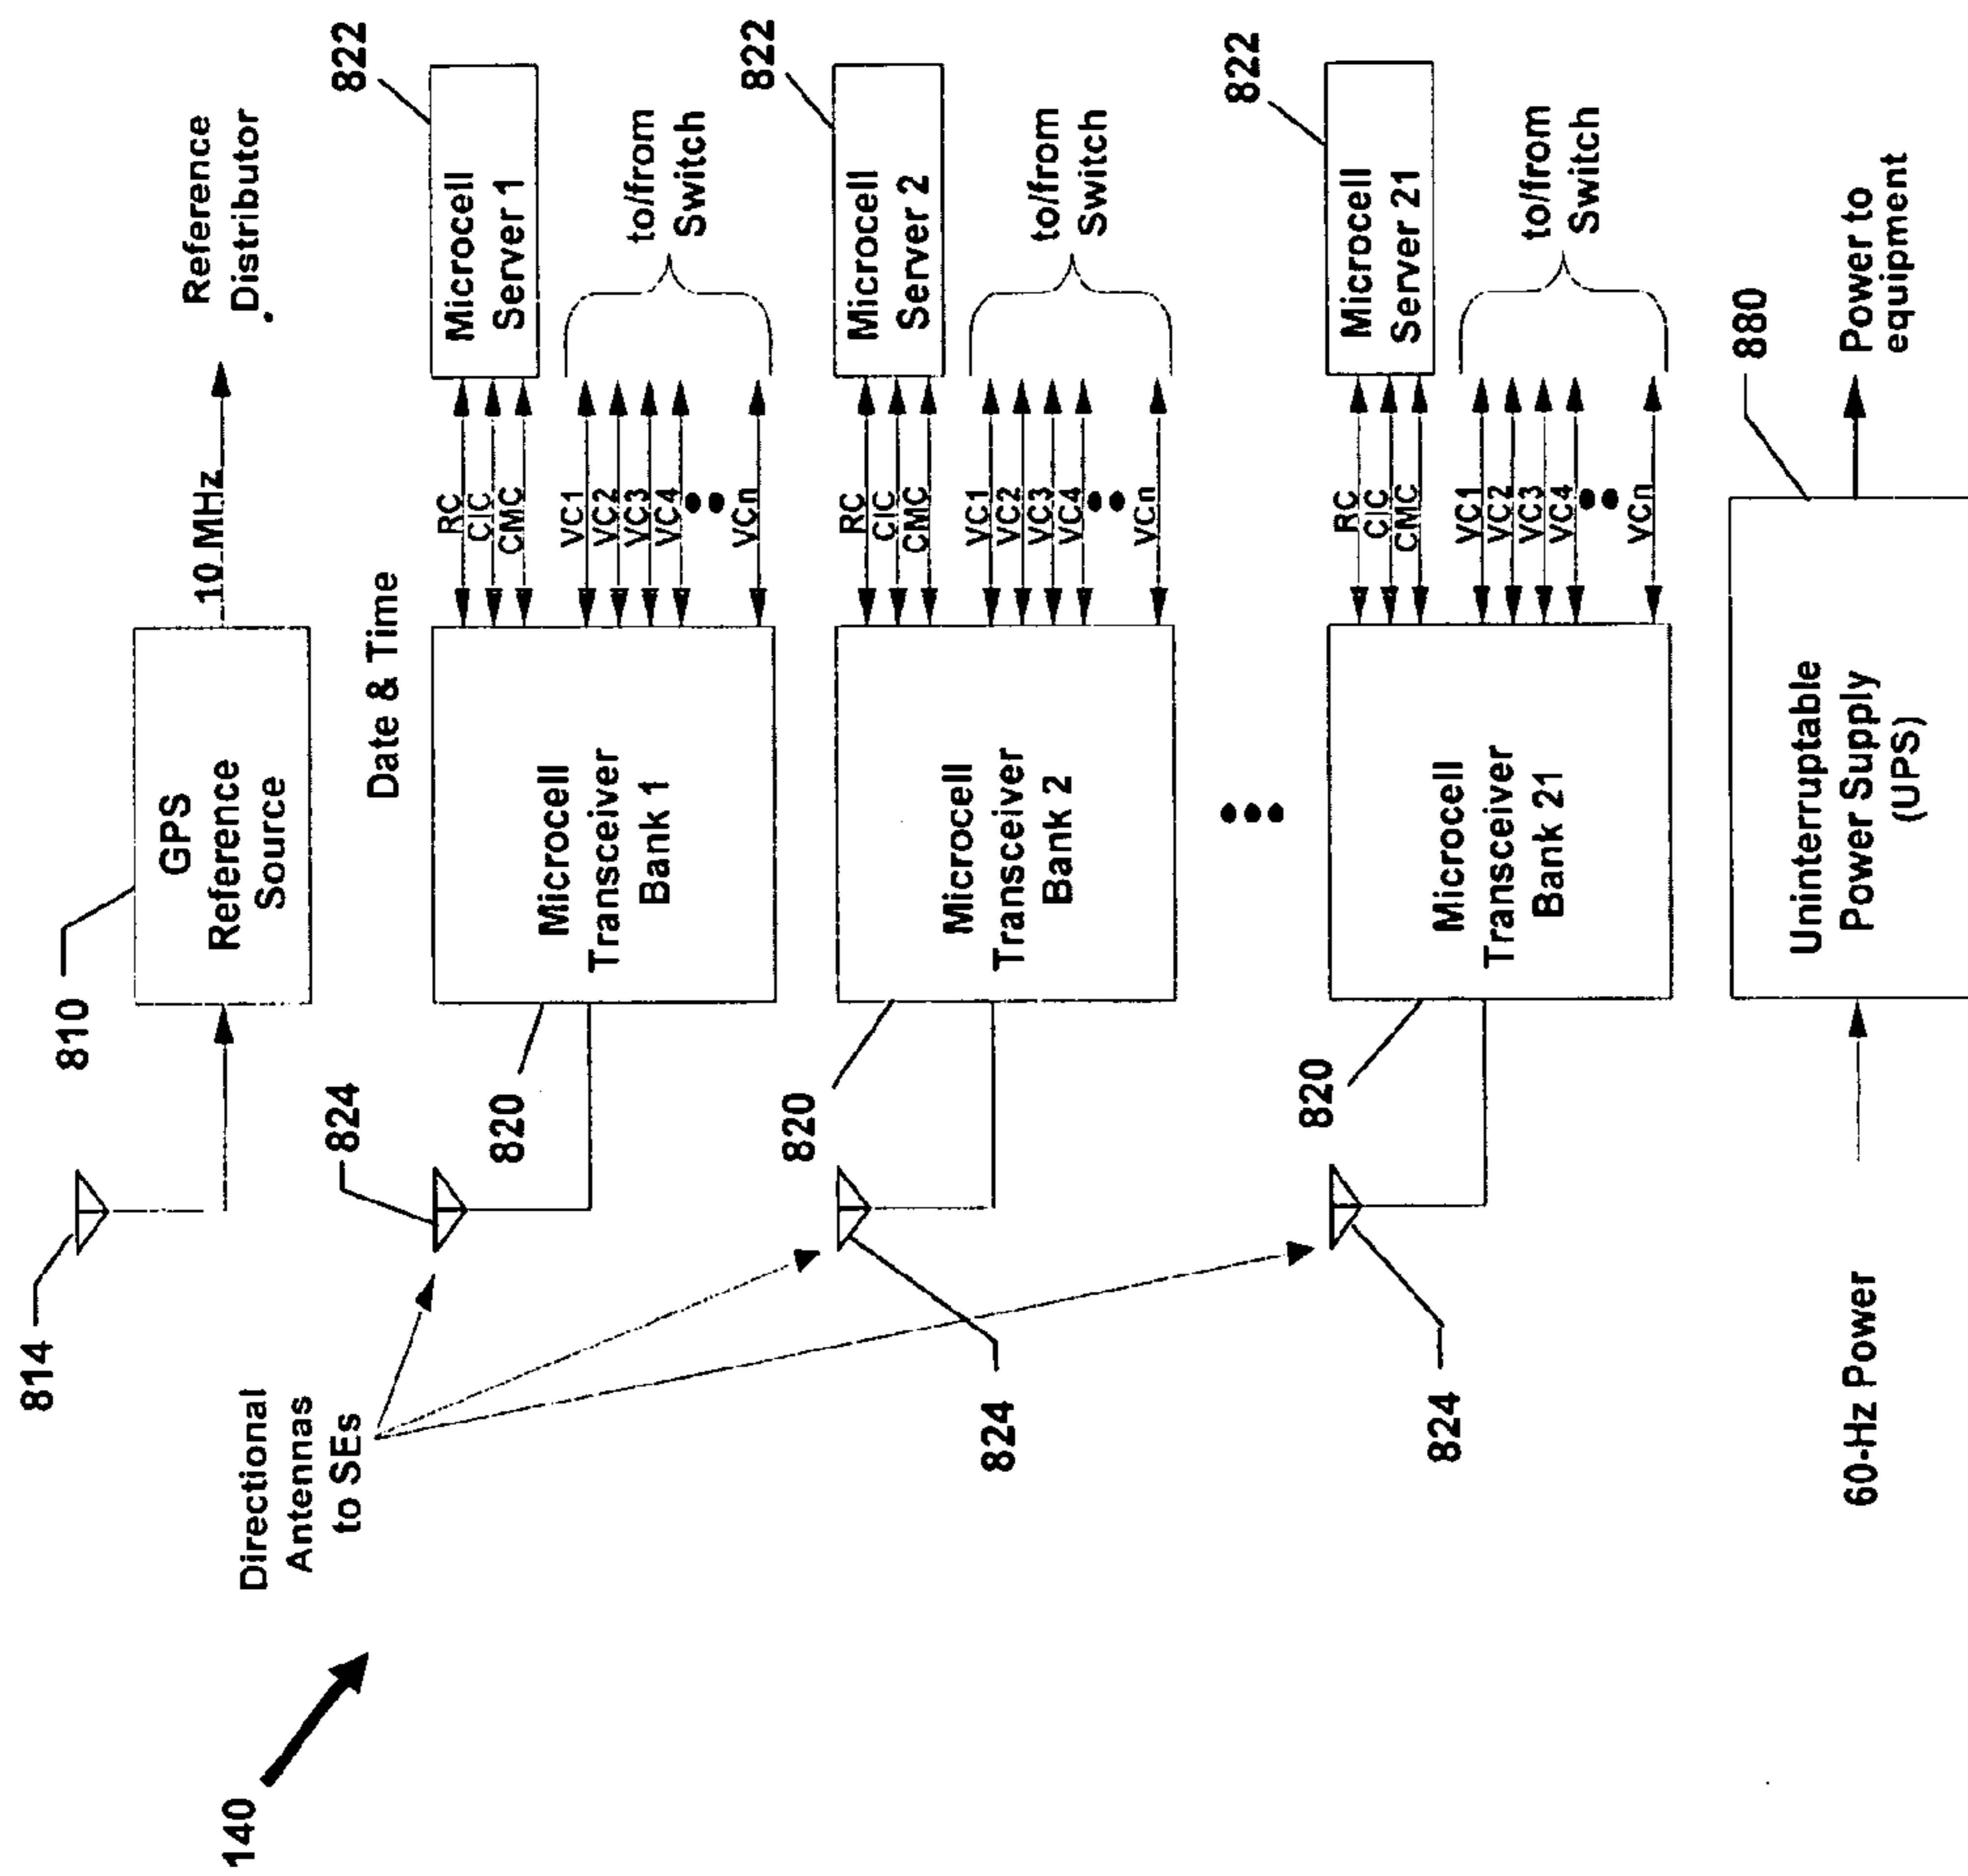 140
814
810
GPS
Reference
Source
10 MHz
Reference
Distributor
Directional
Antennas
to SEs
824
820
Date & Time
Microcell
Transceiver
Bank 1
RC
CIC
CMC
VC1
VC2
VC3
VC4
VCn
Microcell
Server 1
822
to/from
Switch
824
820
Microcell
Transceiver
Bank 2
RC
CIC
CMC
VC1
VC2
VC3
VC4
VCn
Microcell
Server 2
822
to/from
Switch
824
820
Microcell
Transceiver
Bank 21
RC
CIC
CMC
VC1
VC2
VC3
VC4
VCn
Microcell
Server 21
822
to/from
Switch
60-Hz Power
Uninterruptable
Power Supply
(UPS)
880
Power to
equipment